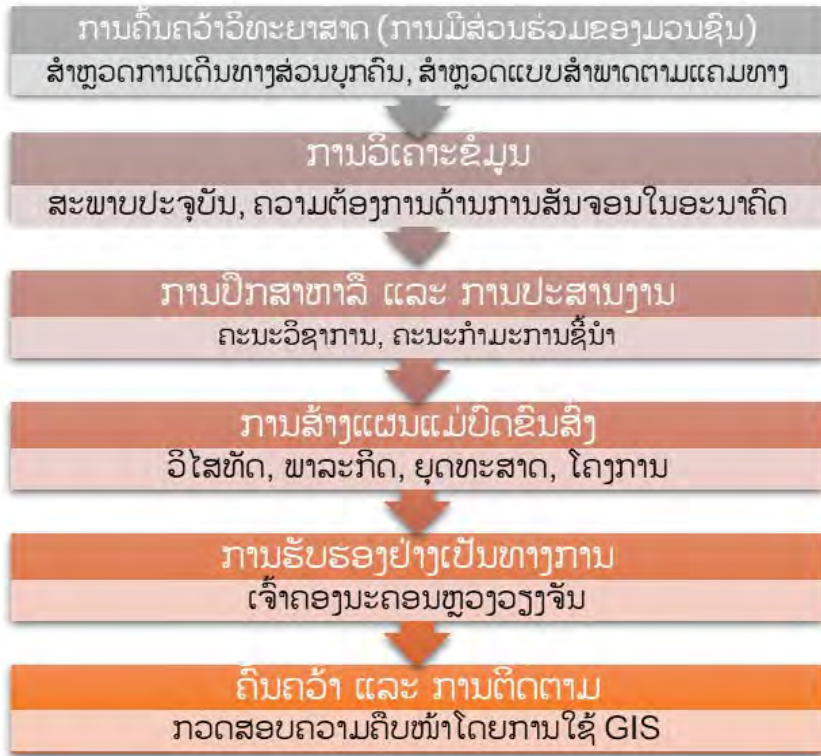 ການຄົ້ນຄວ້າວິທະຍາສາດ (ການມີສ່ວນຮ່ວມຂອງມວນຊົນ)
ສຳຫຼວດການເດີນທາງສ່ວນບຸກຄົນ, ສຳຫຼວດແບບສຳພາດຕາມແຄມທາງ
ການວິເຄາະຂໍ້ມູນ
ສະພາບປະຈຸບັນ, ຄວາມຕ້ອງການດ້ານການສັນຈອນໃນອະນາຄົດ
ການປຶກສາຫາລື ແລະ ການປະສານງານ
ຄະນະວິຊາການ, ຄະນະກຳມະການຊີ້ນຳ
ການສ້າງແຜນແມ່ບົດຂົນສົ່ງ
ວິໄສທັດ, ພາລະກິດ, ຍຸດທະສາດ, ໂຄງການ
ການຮັບຮອງຢ່າງເປັນທາງການ
ເຈົ້າຄອງນະຄອນຫຼວງວຽງຈັນ
ຄົ້ນຄວ້າ ແລະ ການຕິດຕາມ
ກວດສອບຄວາມຄືບໜ້າໂດຍການໃຊ້ GIS